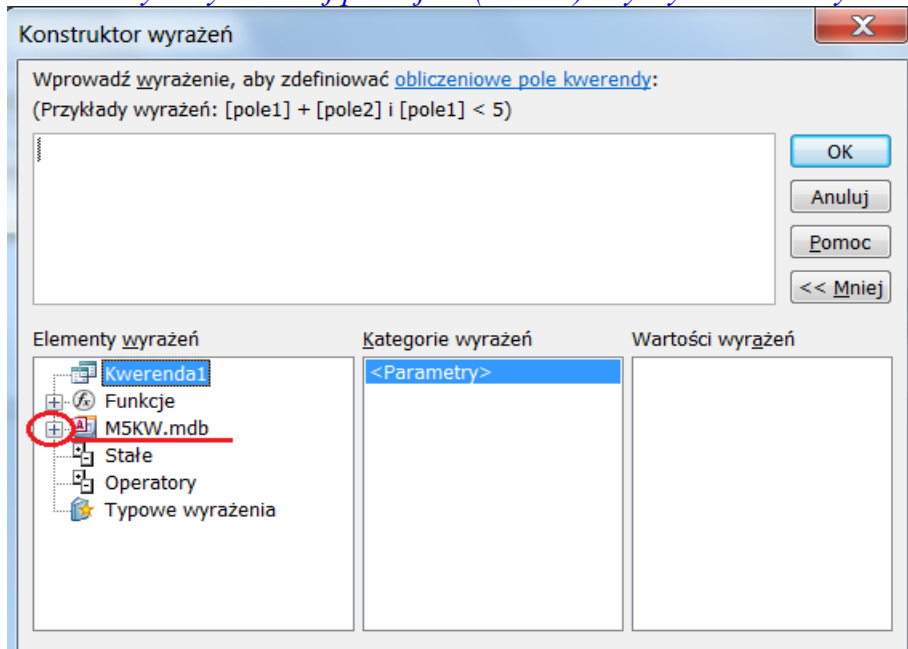 Konstruktor wyrażeń
Wprowadź wyrażenie, aby zdefiniować obliczeniowe pole kwerendy:
(Przykłady wyrażeń: [pole1] + [pole2] i [pole1] < 5)
OK
Anuluj
Pomoc
<< Mniej
Elementy wyrażeń
Kategorie wyrażeń
Wartości wyrażeń
Kwerenda1
<Parametry>
Funkcje
M5KW.mdb
Stałe
Operatory
Typowe wyrażenia